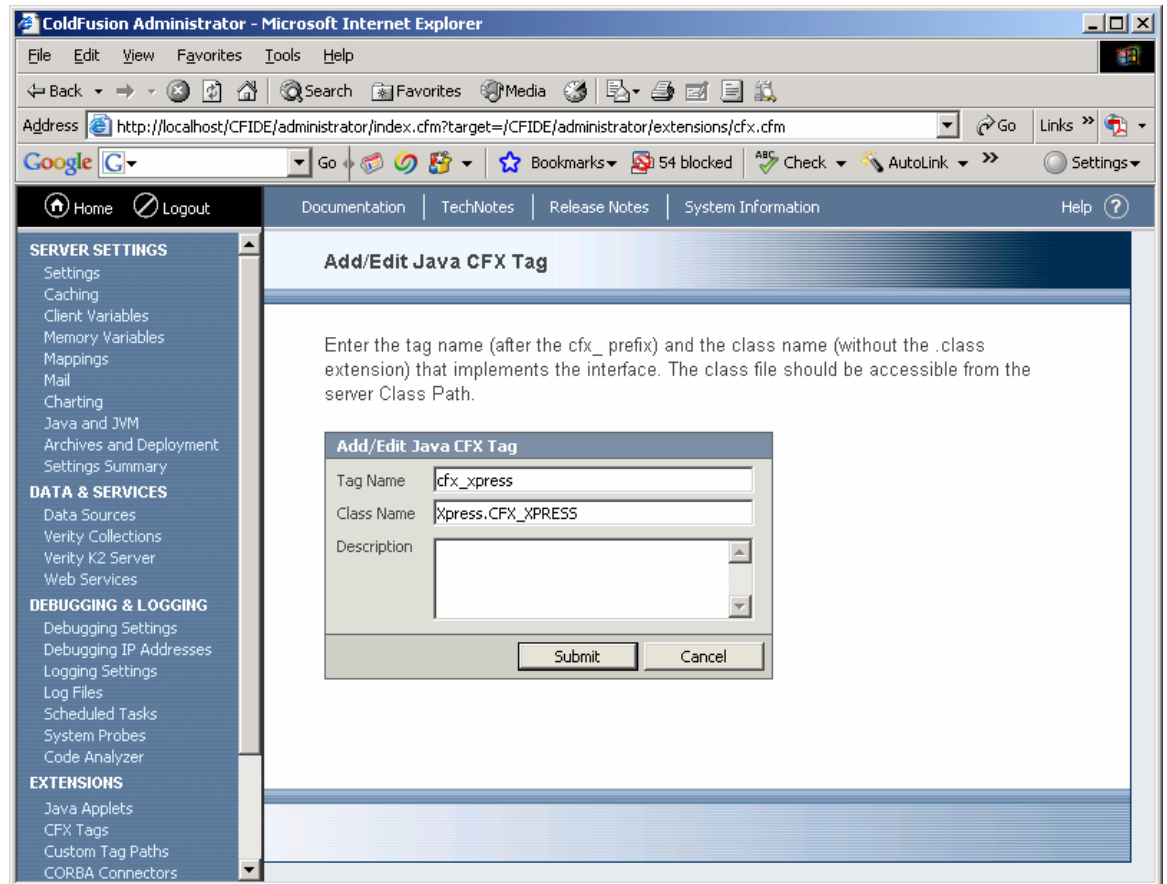 ColdFusion Administrator - Microsoft Internet Explorer
File Edit View Favorites Tools Help
Back Search Favorites Media
Address http://localhost/CFIDE/administrator/index.cfm?target=/CFIDE/administrator/extensions/cfx.cfm Go Links »
Google G Go Bookmarks 54 blocked ABC Check AutoLink » Settings
Home Logout Documentation TechNotes Release Notes System Information Help ?
SERVER SETTINGS
Settings
Caching
Client Variables
Memory Variables
Mappings
Mail
Charting
Java and JVM
Archives and Deployment
Settings Summary
DATA & SERVICES
Data Sources
Verity Collections
Verity K2 Server
Web Services
DEBUGGING & LOGGING
Debugging Settings
Debugging IP Addresses
Logging Settings
Log Files
Scheduled Tasks
System Probes
Code Analyzer
EXTENSIONS
Java Applets
CFX Tags
Custom Tag Paths
CORBA Connectors
Add/Edit Java CFX Tag
Enter the tag name (after the cfx_ prefix) and the class name (without the .class
extension) that implements the interface. The class file should be accessible from the
server Class Path.
Add/Edit Java CFX Tag
Tag Name cfx_xpress
Class Name Xpress.CFX_XPRESS
Description
Submit Cancel